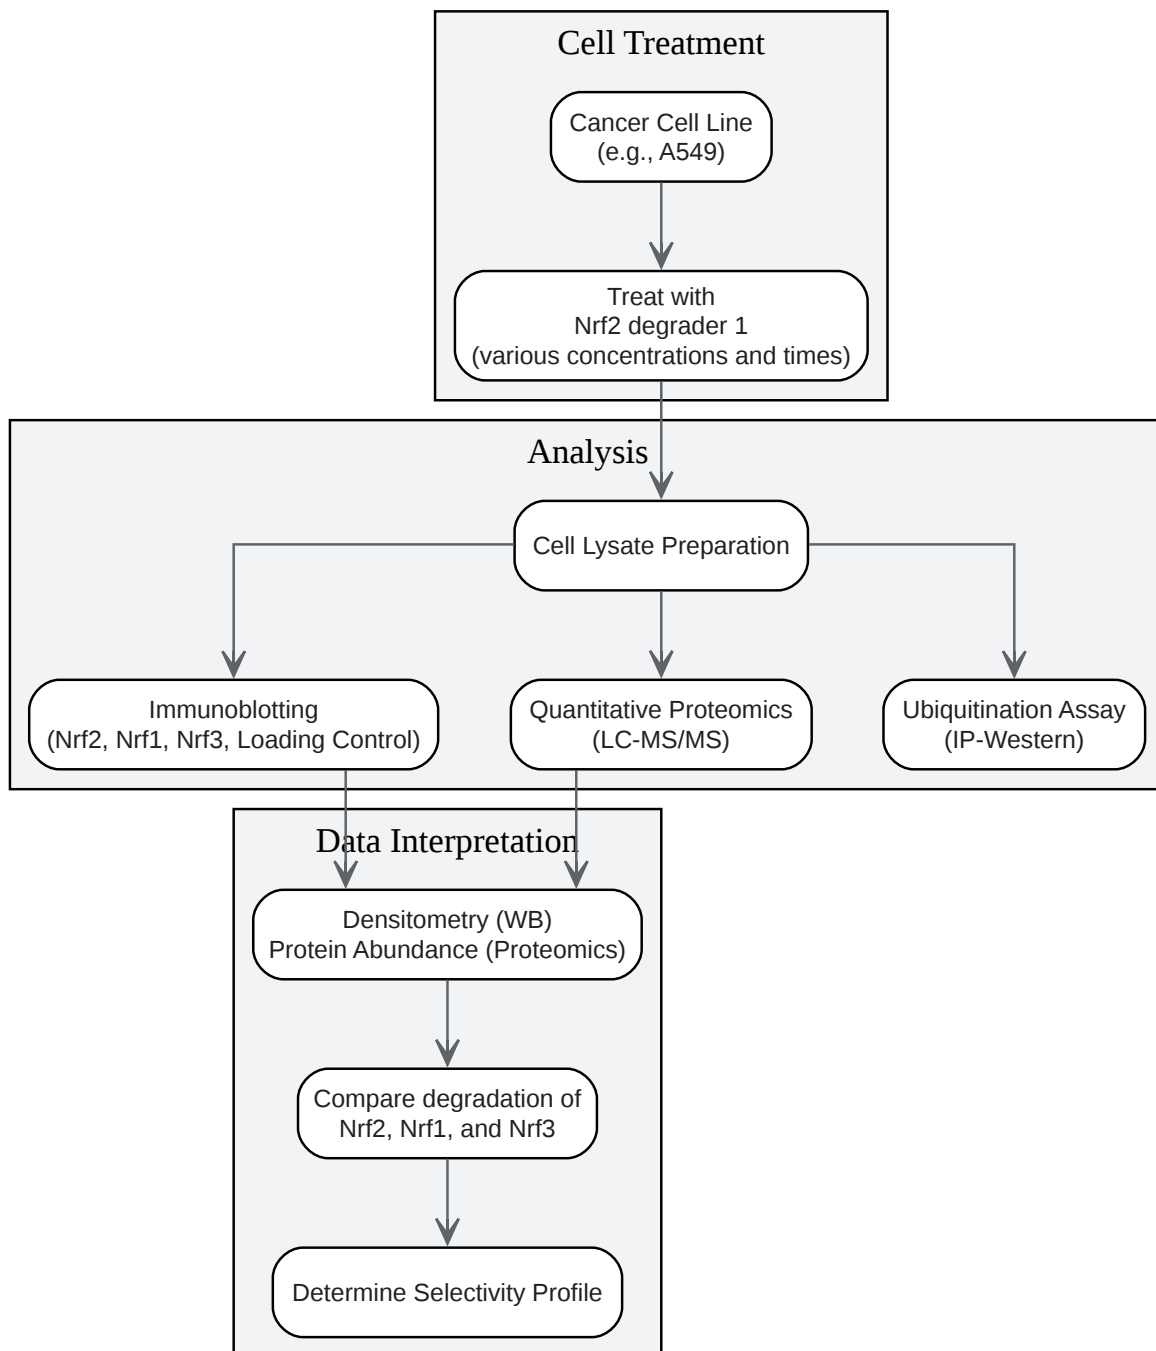 Cell Treatment
Cancer Cell Line
(e.g., A549)
Treat with
Nrf2 degrader 1
(various concentrations and times)
Analysis
Cell Lysate Preparation
Immunoblotting
(Nrf2, Nrf1, Nrf3, Loading Control)
Quantitative Proteomics
(LC-MS/MS)
Ubiquitination Assay
(IP-Western)
Data Interpretation
Densitometry (WB)
Protein Abundance (Proteomics)
Compare degradation of
Nrf2, Nrf1, and Nrf3
Determine Selectivity Profile